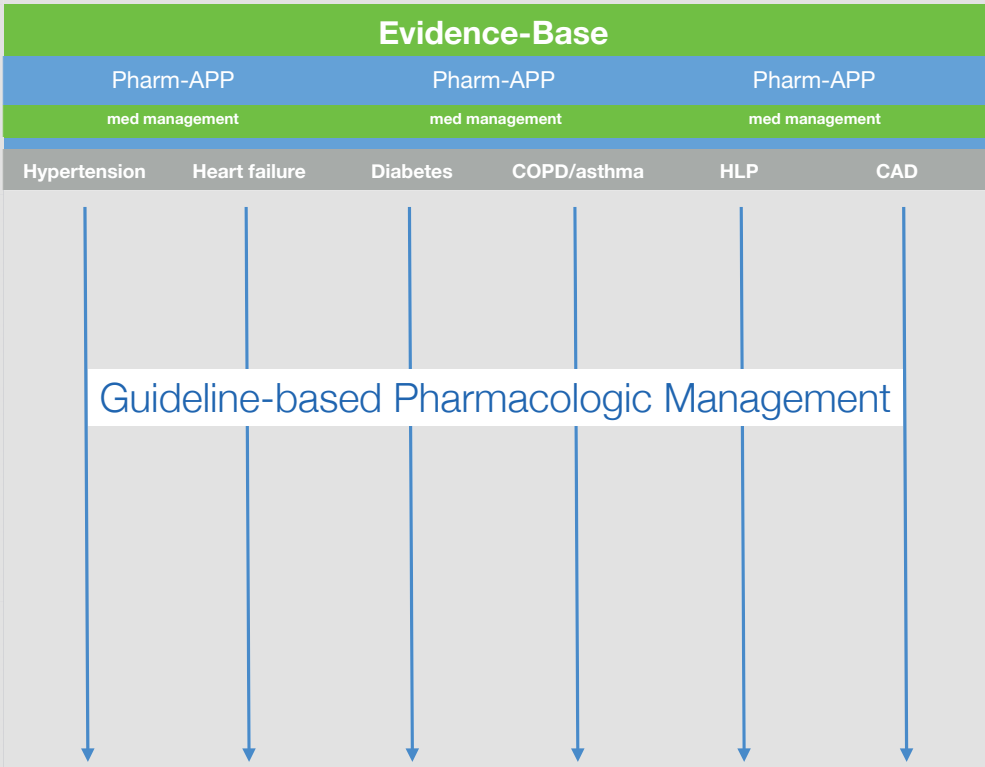 Evidence-Base
Pharm-APP Pharm-APP Pharm-APP
med management med management med management
Hypertension Heart failure Diabetes COPD/asthma HLP CAD
Guideline-based Pharmacologic Management